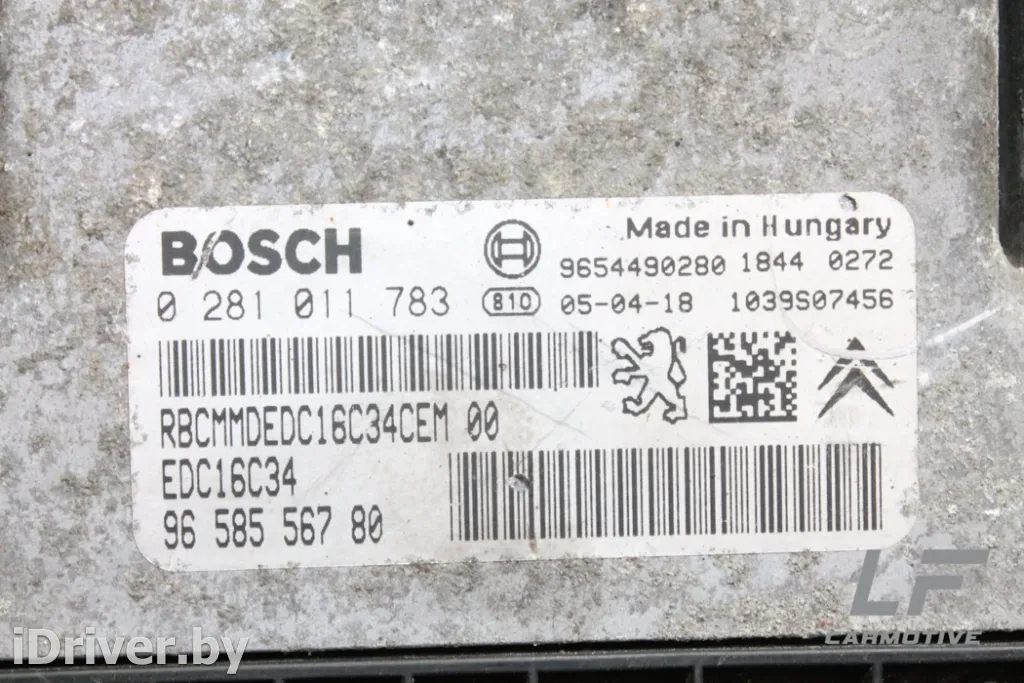 BOSCH
Made in Hungary
9654490280 1844 0272
0 281 011 783
810
05-04-18
1039S07456
RBCMMDEDC16C34CEM 00
EDC16C34
96 585 567 80
LF
CARMOTIVE
iDriver.by